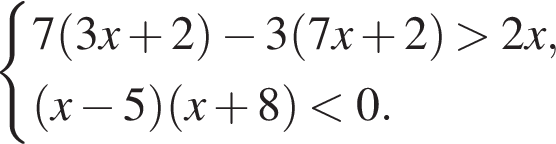 7(3x + 2) − 3(7x + 2) > 2x,
(x − 5)(x + 8) < 0.